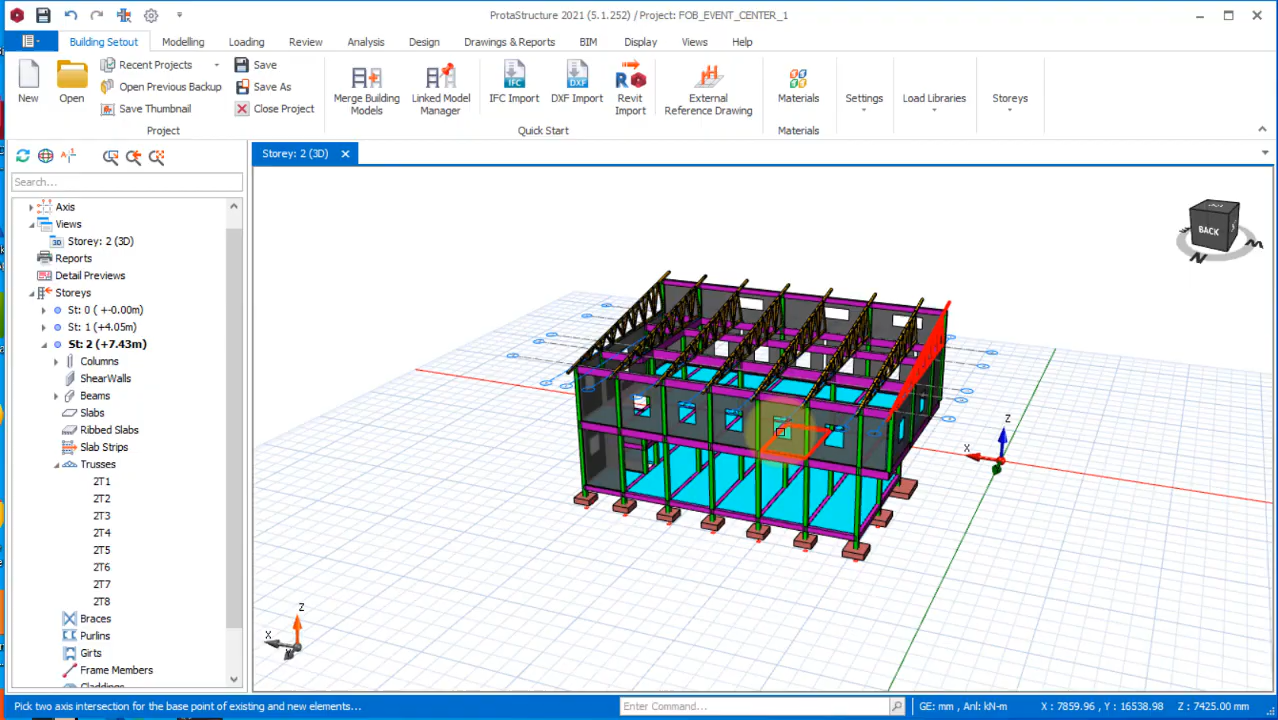 ProtaStructure 2021 (5.1.252) / Project: FOB_EVENT_CENTER_1
Building Setout Modelling Loading Review Analysis Design Drawings & Reports BIM Display Views Help
New
Open
Recent Projects
Open Previous Backup
Save Thumbnail
Save
Save As
Close Project
Project
Merge Building Models
Linked Model Manager
IFC
IFC Import
DXF
DXF Import
R
Revit Import
External Reference Drawing
Quick Start
Materials
Materials
Settings
Load Libraries
Storeys
Storey: 2 (3D)
Search...
Axis
Views
3D Storey: 2 (3D)
Reports
Detail Previews
Storeys
St: 0 (+-0.00m)
St: 1 (+4.05m)
St: 2 (+7.43m)
Columns
ShearWalls
Beams
Slabs
Ribbed Slabs
Slab Strips
Trusses
2T1
2T2
2T3
2T4
2T5
2T6
2T7
2T8
Braces
Purlins
Girts
Frame Members
Claddings
BACK
N
Z
X
Z
X
Pick two axis intersection for the base point of existing and new elements...
Enter Command...
GE: mm , Anl: kN-m
X : 7859.96 , Y : 16538.98
Z : 7425.00 mm